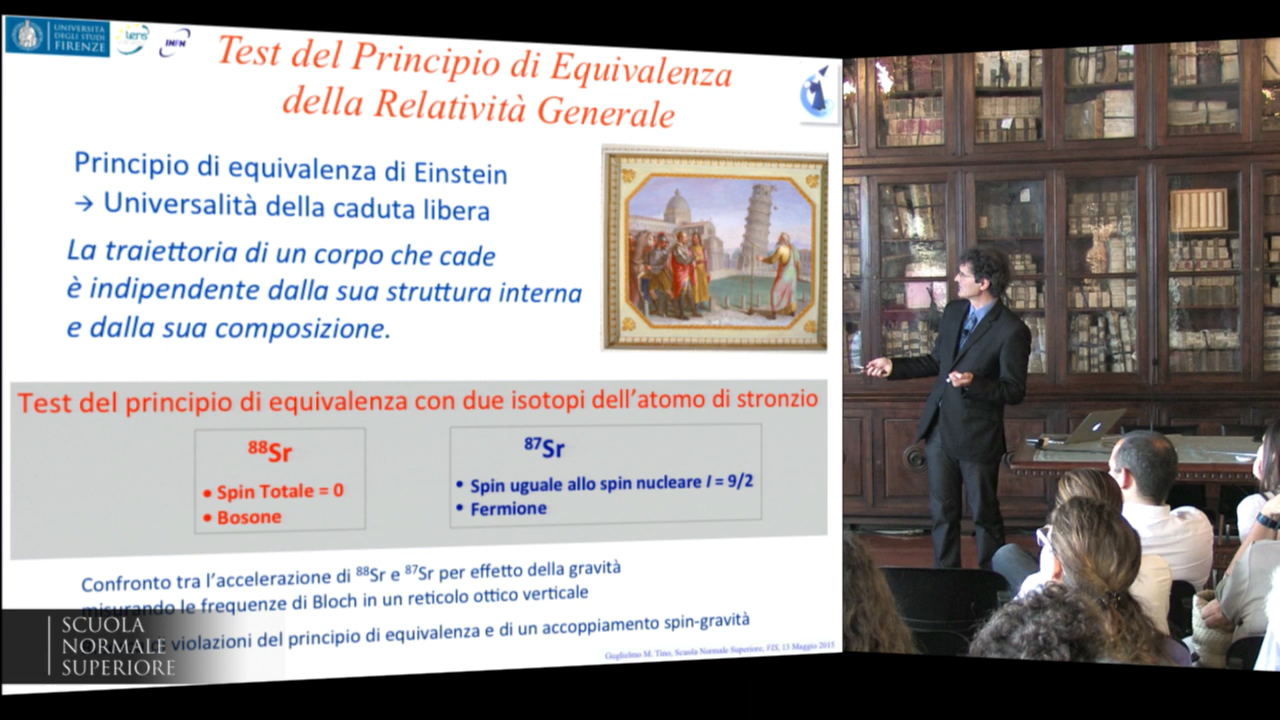 UNIVERSITÀ
DEGLI STUDI
FIRENZE
lens
INFN
Test del Principio di Equivalenza
della Relatività Generale
Principio di equivalenza di Einstein
→ Universalità della caduta libera
La traiettoria di un corpo che cade
è indipendente dalla sua struttura interna
e dalla sua composizione.
Test del principio di equivalenza con due isotopi dell'atomo di stronzio
⁸⁸Sr
• Spin Totale = 0
• Bosone
⁸⁷Sr
• Spin uguale allo spin nucleare I = 9/2
• Fermione
Confronto tra l'accelerazione di ⁸⁸Sr e ⁸⁷Sr per effetto della gravità
misurando le frequenze di Bloch in un reticolo ottico verticale
violazioni del principio di equivalenza e di un accoppiamento spin-gravità
Guglielmo M. Tino, Scuola Normale Superiore, VIS, 13 Maggio 2015
SCUOLA
NORMALE
SUPERIORE